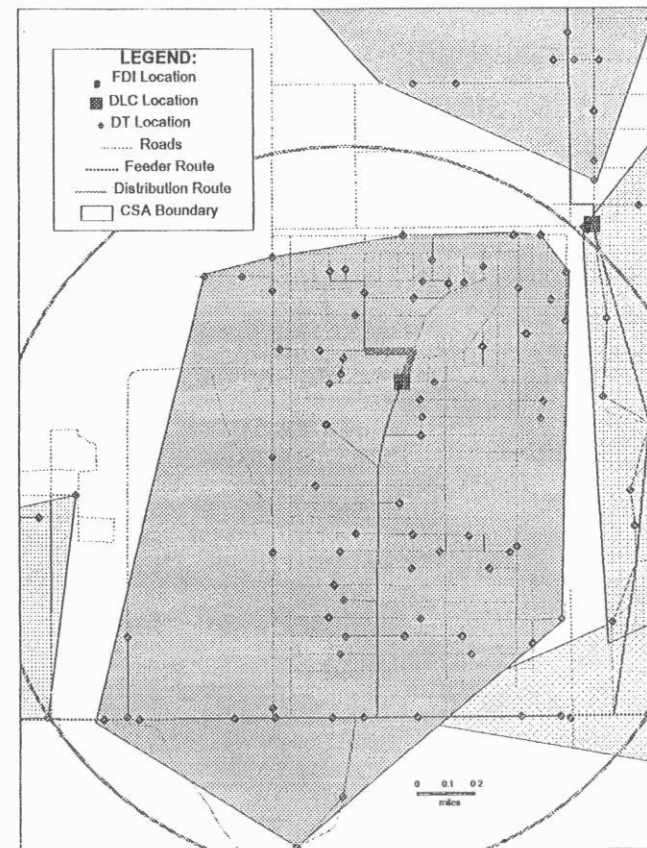 LEGEND:
FDI Location
DLC Location
DT Location
Roads
Feeder Route
Distribution Route
CSA Boundary
0 0.1 0.2
miles